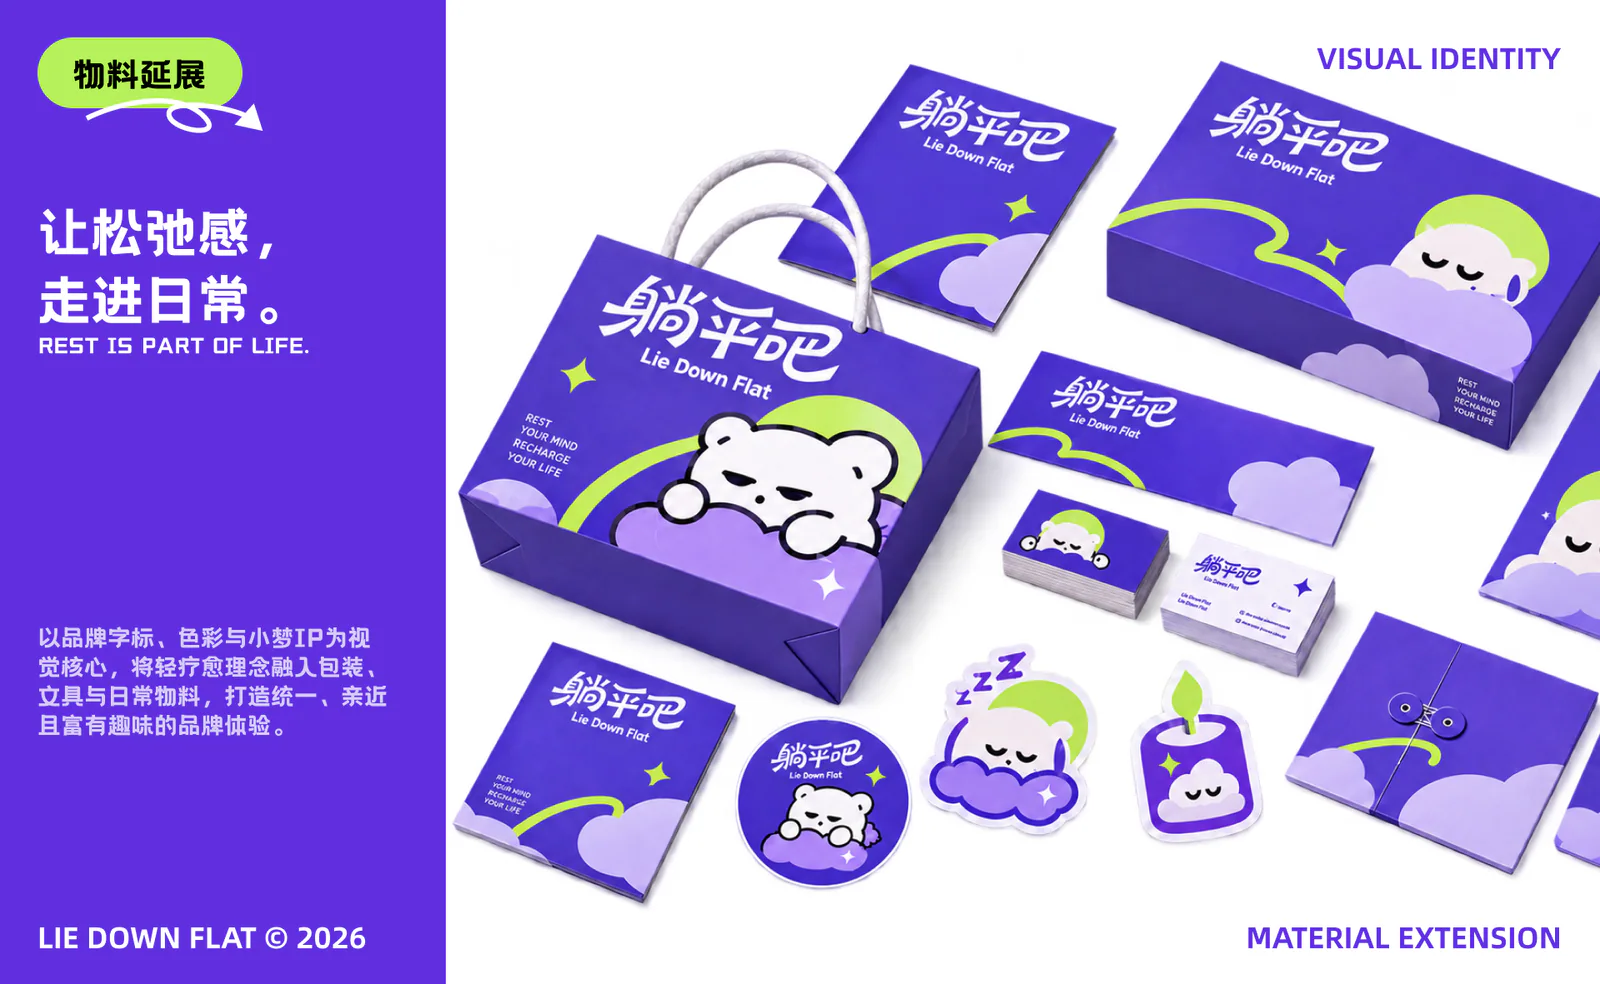 物料延展
让松弛感，
走进日常。
REST IS PART OF LIFE.
以品牌字标、色彩与小梦IP为视
觉核心，将轻疗愈理念融入包装、
文具与日常物料，打造统一、亲近
且富有趣味的品牌体验。
LIE DOWN FLAT © 2026
VISUAL IDENTITY
躺平吧
Lie Down Flat
躺平吧
Lie Down Flat
REST
YOUR MIND
RECHARGE
YOUR LIFE
躺平吧
Lie Down Flat
REST
YOUR MIND
RECHARGE
YOUR LIFE
躺平吧
Lie Down Flat
躺平吧
Lie Down Flat
Lie Down Flat
Lie Down Flat
躺平吧
Lie Down Flat
REST
YOUR MIND
RECHARGE
YOUR LIFE
躺平吧
Lie Down Flat
z z Z
MATERIAL EXTENSION